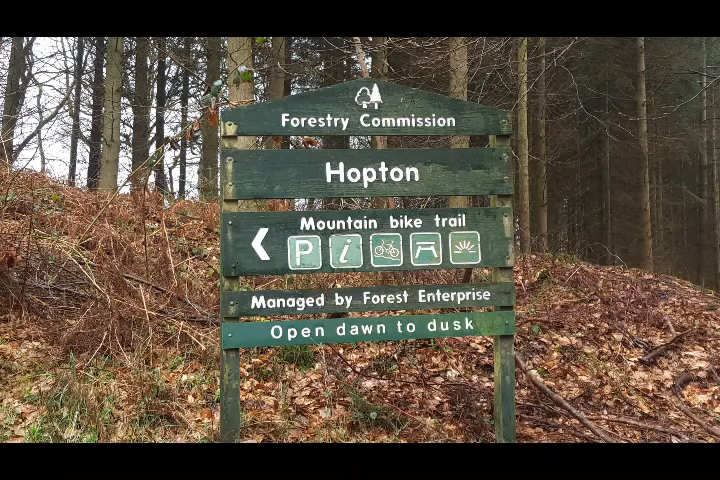 Forestry Commission
Hopton
Mountain bike trail
P i
Managed by Forest Enterprise
Open dawn to dusk